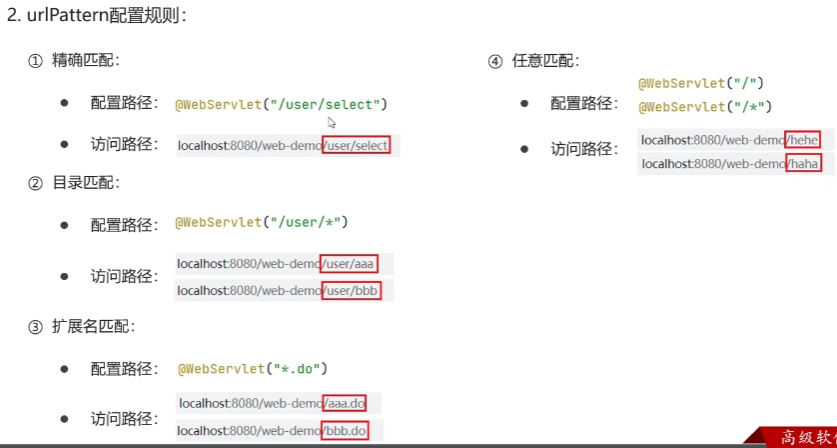 2. urlPattern配置规则：
① 精确匹配：
● 配置路径： @WebServlet("/user/select")
● 访问路径： localhost:8080/web-demo/user/select
② 目录匹配：
● 配置路径： @WebServlet("/user/*")
● 访问路径： localhost:8080/web-demo/user/aaa
localhost:8080/web-demo/user/bbb
③ 扩展名匹配：
● 配置路径： @WebServlet("*.do")
● 访问路径： localhost:8080/web-demo/aaa.do
localhost:8080/web-demo/bbb.do
④ 任意匹配：
@WebServlet("/")
● 配置路径： @WebServlet("/*")
● 访问路径： localhost:8080/web-demo/hehe
localhost:8080/web-demo/haha
高级软